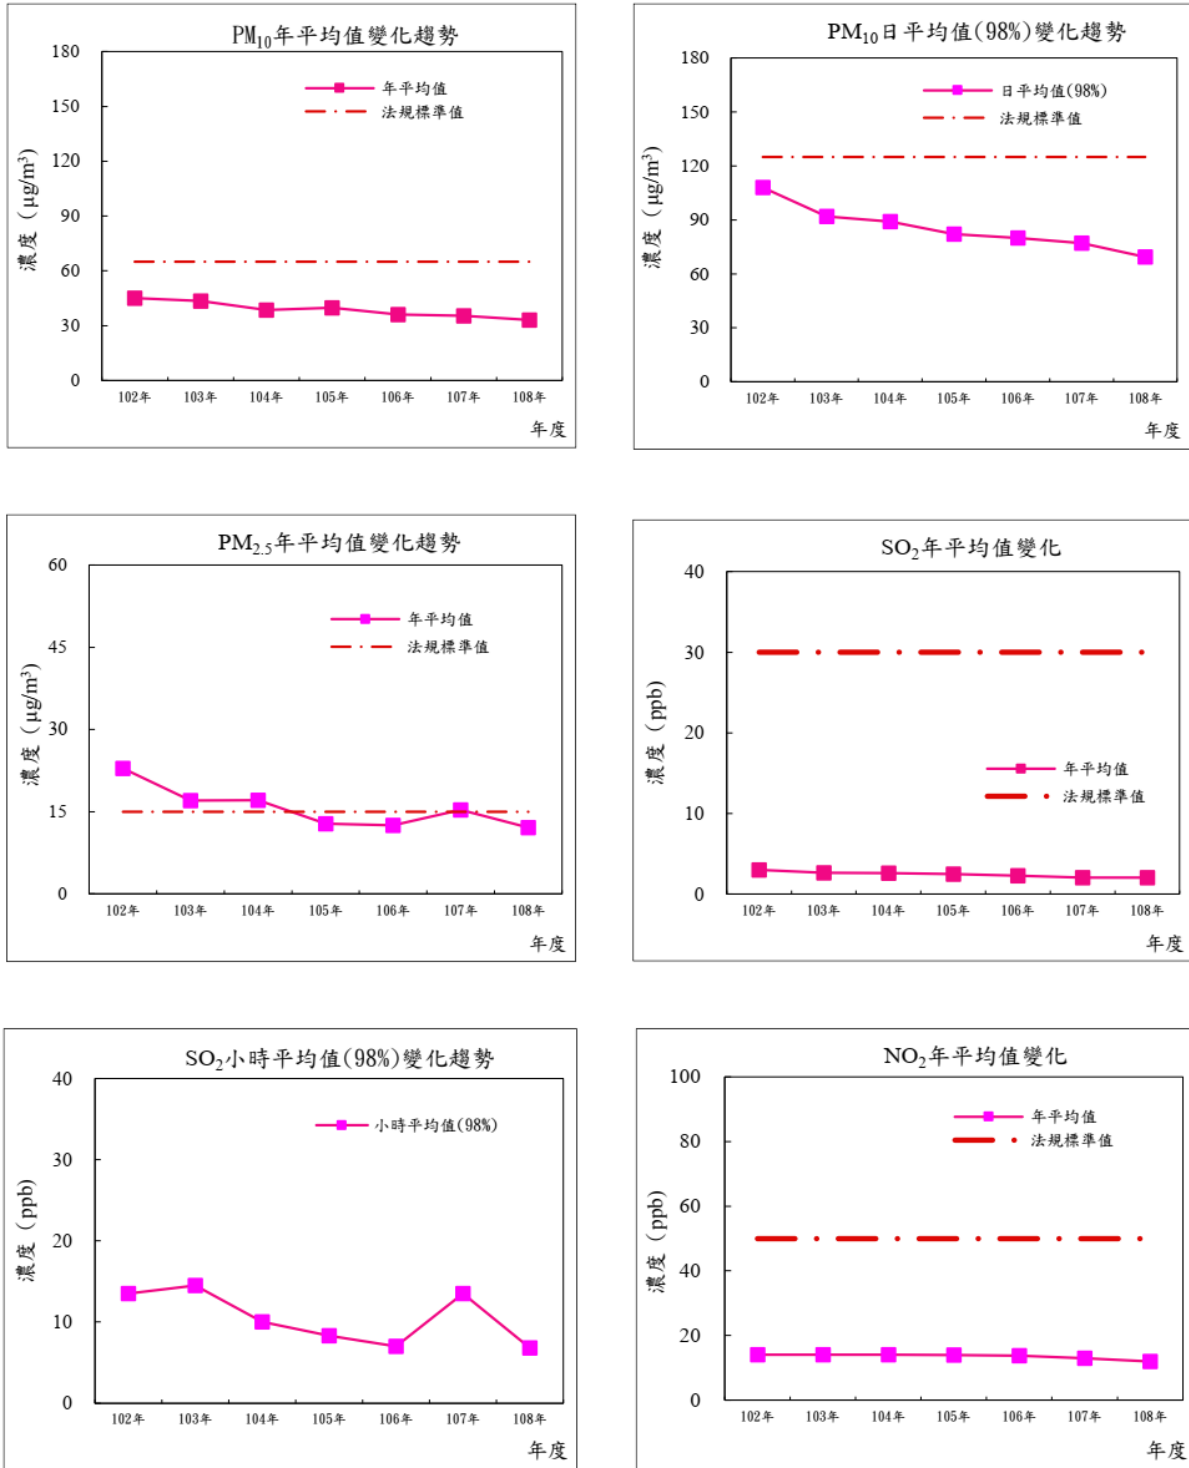 PM10年平均值變化趨勢
180
150
120
90
60
30
0
濃度（μg/m³）
年平均值
法規標準值
102年 103年 104年 105年 106年 107年 108年
年度
PM10日平均值(98%)變化趨勢
180
150
120
90
60
30
0
濃度（μg/m³）
日平均值(98%)
法規標準值
102年 103年 104年 105年 106年 107年 108年
年度
PM2.5年平均值變化趨勢
60
45
30
15
0
濃度（μg/m³）
年平均值
法規標準值
102年 103年 104年 105年 106年 107年 108年
年度
SO2年平均值變化
40
30
20
10
0
濃度（ppb）
年平均值
法規標準值
102年 103年 104年 105年 106年 107年 108年
年度
SO2小時平均值(98%)變化趨勢
40
30
20
10
0
濃度（ppb）
小時平均值(98%)
102年 103年 104年 105年 106年 107年 108年
年度
NO2年平均值變化
100
80
60
40
20
0
濃度（ppb）
年平均值
法規標準值
102年 103年 104年 105年 106年 107年 108年
年度